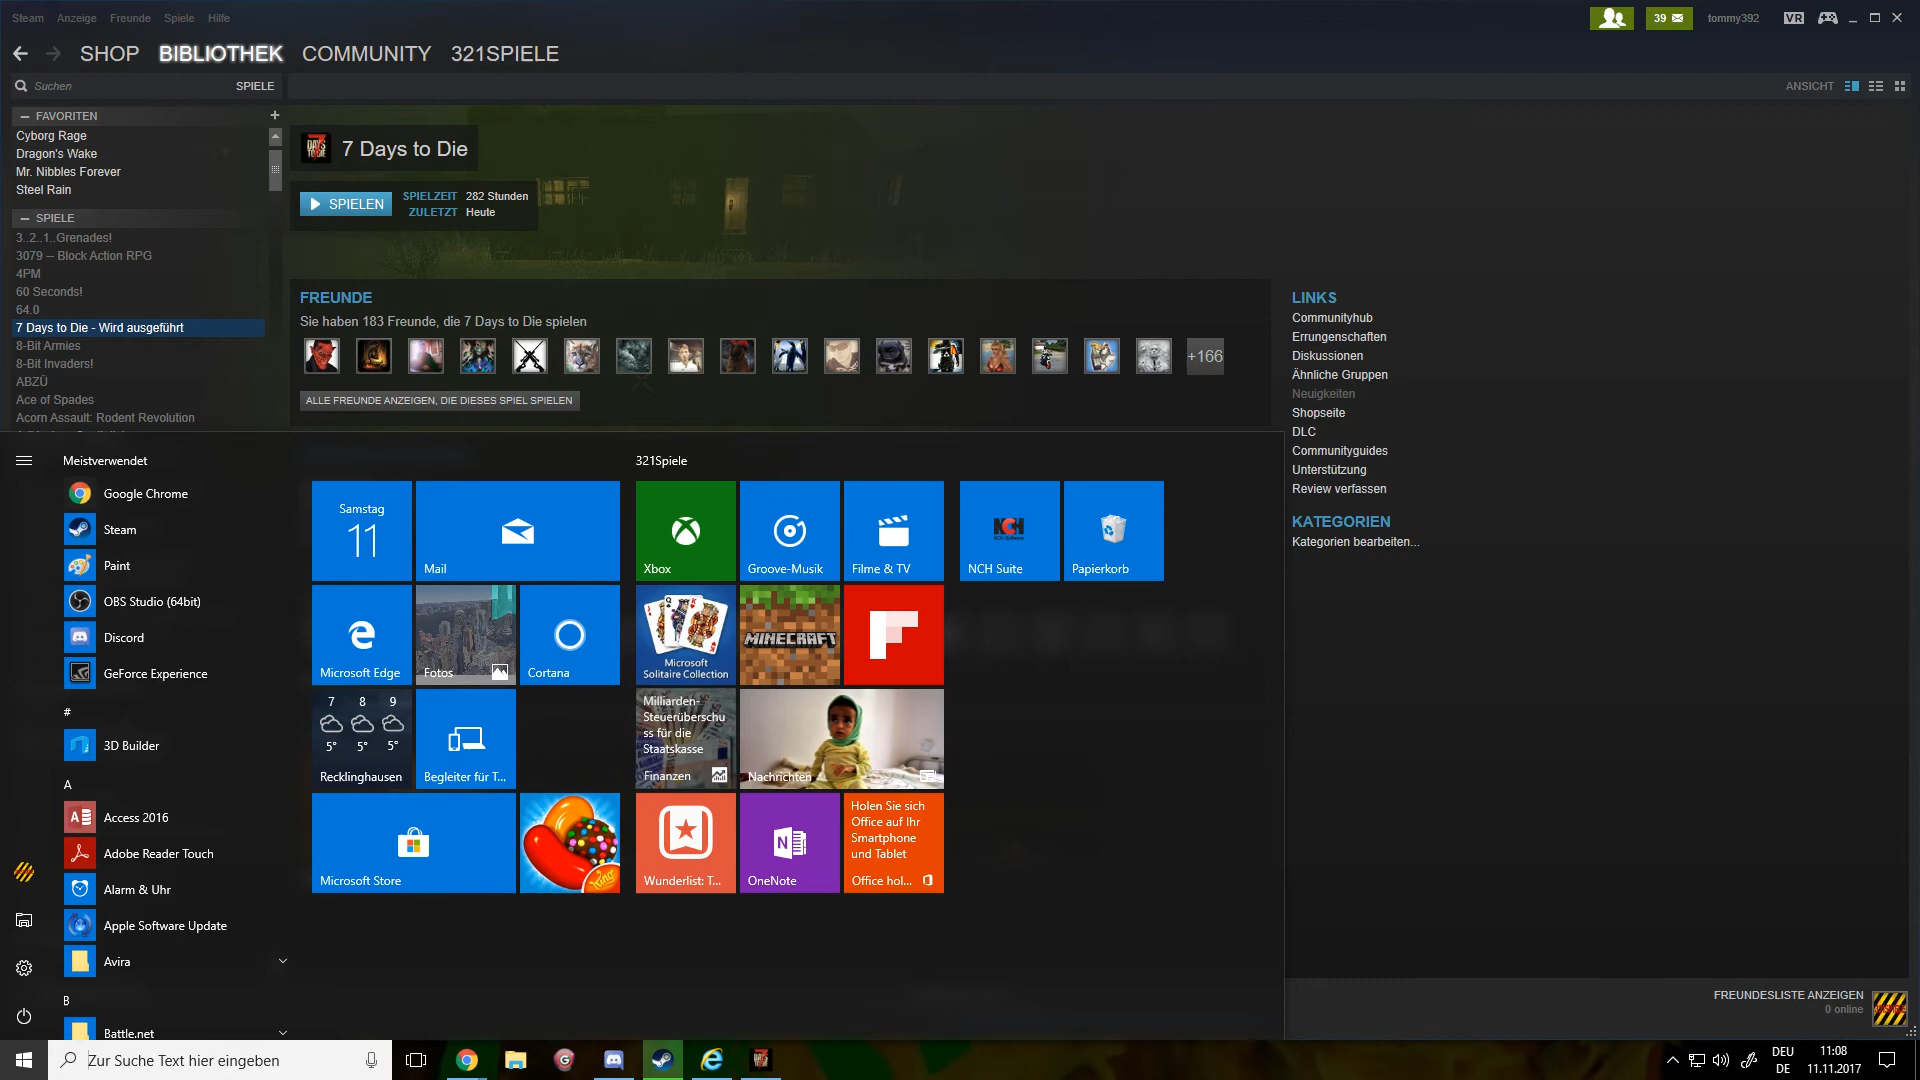 Steam Anzeige Freunde Spiele Hilfe
39
tommy392
VR
SHOP BIBLIOTHEK COMMUNITY 321SPIELE
Suchen
SPIELE
ANSICHT
FAVORITEN
Cyborg Rage
Dragon's Wake
Mr. Nibbles Forever
Steel Rain
SPIELE
3..2..1..Grenades!
3079 -- Block Action RPG
4PM
60 Seconds!
64.0
7 Days to Die - Wird ausgeführt
8-Bit Armies
8-Bit Invaders!
ABZÛ
Ace of Spades
Acorn Assault: Rodent Revolution
7 Days to Die
SPIELEN
SPIELZEIT 282 Stunden
ZULETZT Heute
FREUNDE
Sie haben 183 Freunde, die 7 Days to Die spielen
+166
ALLE FREUNDE ANZEIGEN, DIE DIESES SPIEL SPIELEN
LINKS
Communityhub
Errungenschaften
Diskussionen
Ähnliche Gruppen
Neuigkeiten
Shopseite
DLC
Communityguides
Unterstützung
Review verfassen
KATEGORIEN
Kategorien bearbeiten...
Meistverwendet
Google Chrome
Steam
Paint
OBS Studio (64bit)
Discord
GeForce Experience
#
3D Builder
A
Access 2016
Adobe Reader Touch
Alarm & Uhr
Apple Software Update
Avira
B
Battle.net
Samstag
11
Mail
Microsoft Edge
Fotos
Cortana
7 8 9
5° 5° 5°
Recklinghausen
Begleiter für T...
Microsoft Store
King
321Spiele
Xbox
Groove-Musik
Filme & TV
NCH Suite
Papierkorb
Microsoft
Solitaire Collection
MINECRAFT
Milliarden-
Steuerüberschu
ss für die
Staatskasse
Finanzen
Nachrichten
Wunderlist: T...
OneNote
Holen Sie sich
Office auf Ihr
Smartphone
und Tablet
Office hol...
FREUNDESLISTE ANZEIGEN
0 online
Zur Suche Text hier eingeben
DEU
DE
11:08
11.11.2017